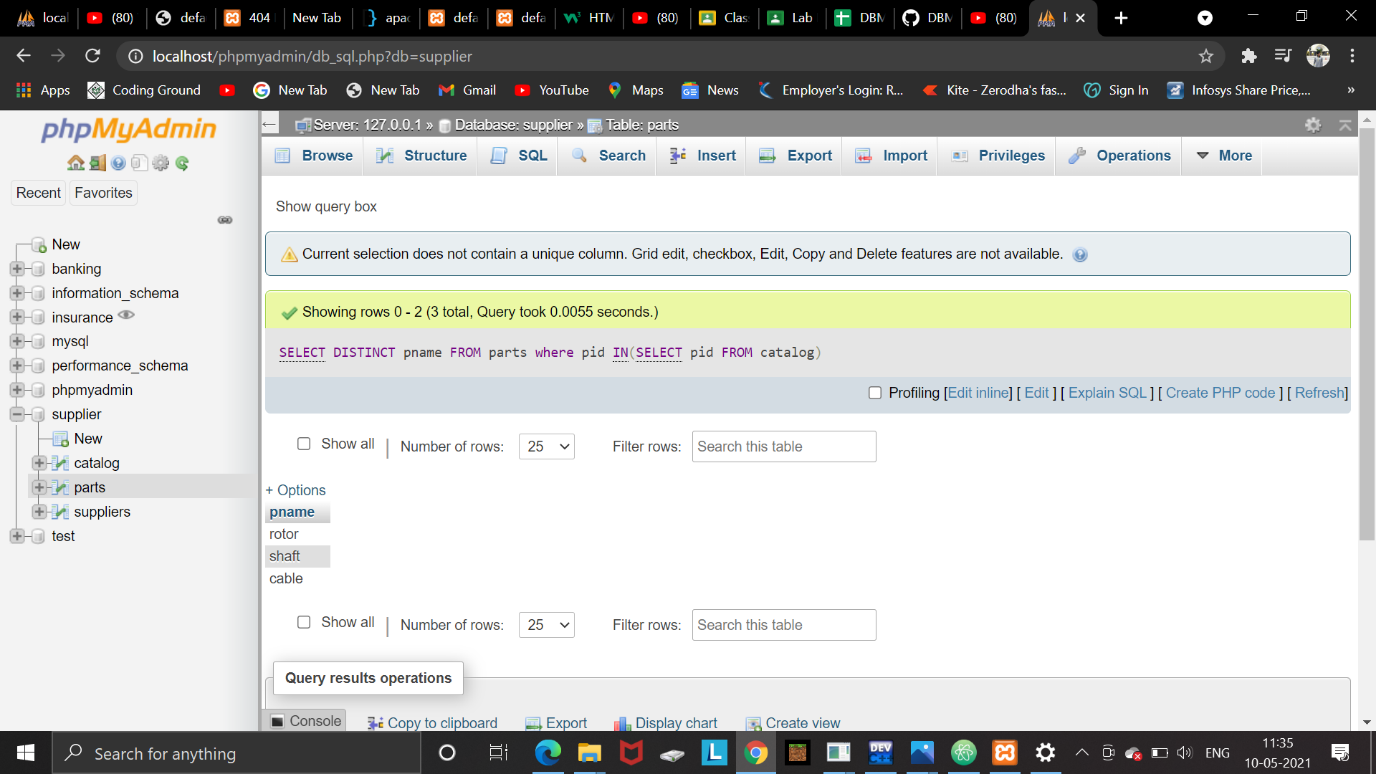 local
(80)
defa
404
New Tab
apac
defa
defa
HTM
(80)
Clas
Lab
DBM
DBM
(80)
localhost/phpmyadmin/db_sql.php?db=supplier
Apps
Coding Ground
New Tab
New Tab
Gmail
YouTube
Maps
News
Employer's Login: R...
Kite - Zerodha's fas...
Sign In
Infosys Share Price,...
»
phpMyAdmin
Recent
Favorites
New
banking
information_schema
insurance
mysql
performance_schema
phpmyadmin
supplier
New
catalog
parts
suppliers
test
Server: 127.0.0.1 » Database: supplier » Table: parts
Browse
Structure
SQL
Search
Insert
Export
Import
Privileges
Operations
More
Show query box
Current selection does not contain a unique column. Grid edit, checkbox, Edit, Copy and Delete features are not available.
Showing rows 0 - 2 (3 total, Query took 0.0055 seconds.)
SELECT DISTINCT pname FROM parts where pid IN(SELECT pid FROM catalog)
Profiling [Edit inline] [ Edit ] [ Explain SQL ] [ Create PHP code ] [ Refresh]
Show all | Number of rows: 25 Filter rows: Search this table
+ Options
pname
rotor
shaft
cable
Show all | Number of rows: 25 Filter rows: Search this table
Query results operations
Console
Copy to clipboard
Export
Display chart
Create view
Search for anything
L
DEV
C++
ENG
11:35
10-05-2021